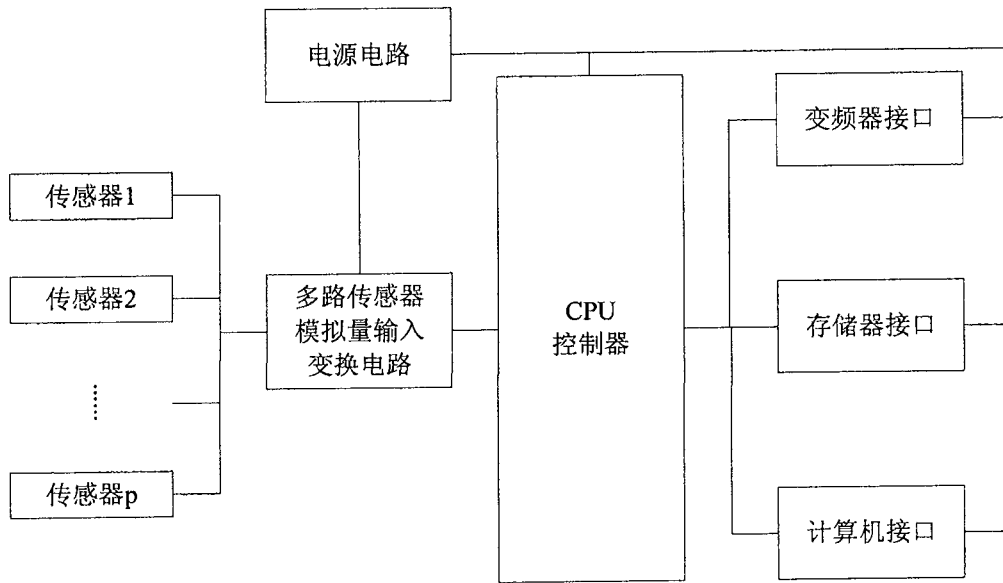 电源电路
变频器接口
传感器1
传感器2
多路传感器
模拟量输入
变换电路
CPU
控制器
存储器接口
传感器p
计算机接口